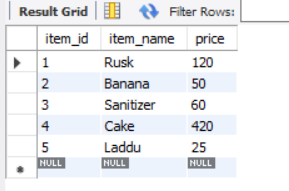 Result Grid Filter Rows:
item_id item_name price
1 Rusk 120
2 Banana 50
3 Sanitizer 60
4 Cake 420
5 Laddu 25
NULL NULL NULL